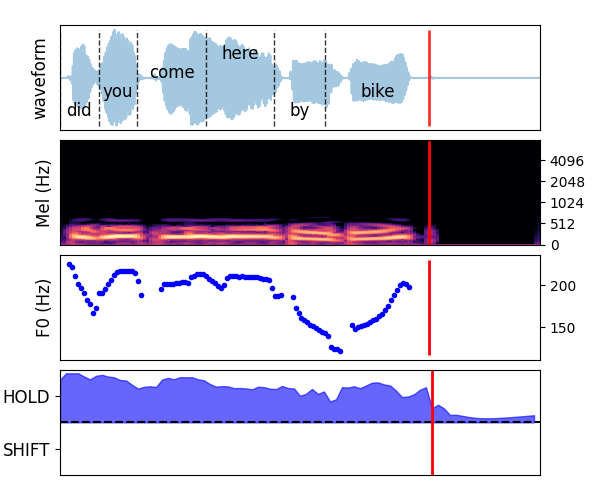 waveform
did
you
come
here
by
bike
Mel (Hz)
4096
2048
1024
512
0
F0 (Hz)
200
150
HOLD
SHIFT